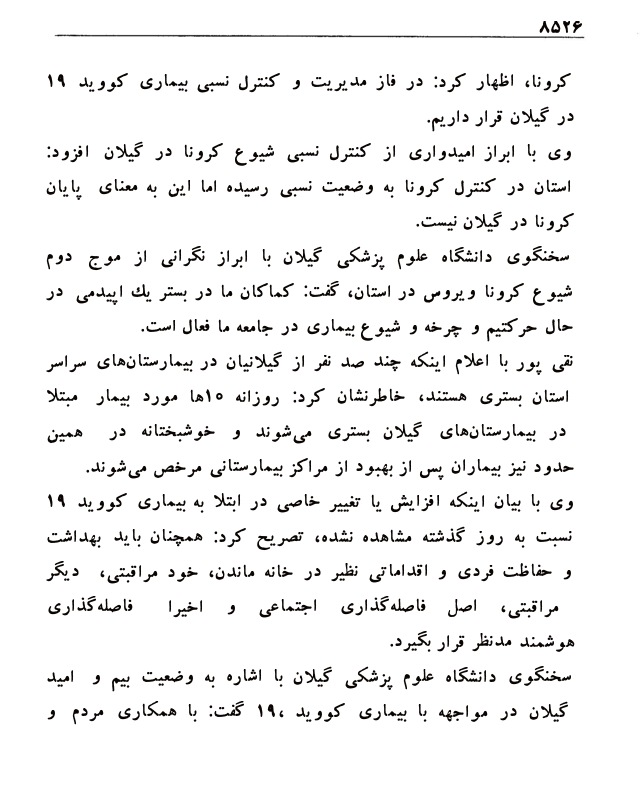 ۸۵۲۶
کرونا، اظهار کرد: در فاز مدیریت و کنترل نسبی بیماری کووید ۱۹
در گیلان قرار داریم.
وی با ابراز امیدواری از کنترل نسبی شیوع کرونا در گیلان افزود:
استان در کنترل کرونا به وضعیت نسبی رسیده اما این به معنای پایان
کرونا در گیلان نیست.
سخنگوی دانشگاه علوم پزشکی گیلان با ابراز نگرانی از موج دوم
شیوع کرونا ویروس در استان، گفت: کماکان ما در بستر یك اپیدمی در
حال حرکتیم و چرخه و شیوع بیماری در جامعه ما فعال است.
نقی پور با اعلام اینکه چند صد نفر از گیلانیان در بیمارستان‌های سراسر
استان بستری هستند، خاطرنشان کرد: روزانه ۱۵ها مورد بیمار مبتلا
در بیمارستان‌های گیلان بستری می‌شوند و خوشبختانه در همین
حدود نیز بیماران پس از بهبود از مراکز بیمارستانی مرخص می‌شوند.
وی با بیان اینکه افزایش یا تغییر خاصی در ابتلا به بیماری کووید ۱۹
نسبت به روز گذشته مشاهده نشده، تصریح کرد: همچنان باید بهداشت
و حفاظت فردی و اقداماتی نظیر در خانه ماندن، خود مراقبتی، دیگر
مراقبتی، اصل فاصله‌گذاری اجتماعی و اخیرا فاصله‌گذاری
هوشمند مدنظر قرار بگیرد.
سخنگوی دانشگاه علوم پزشکی گیلان با اشاره به وضعیت بیم و امید
گیلان در مواجهه با بیماری کووید ،۱۹ گفت: با همکاری مردم و